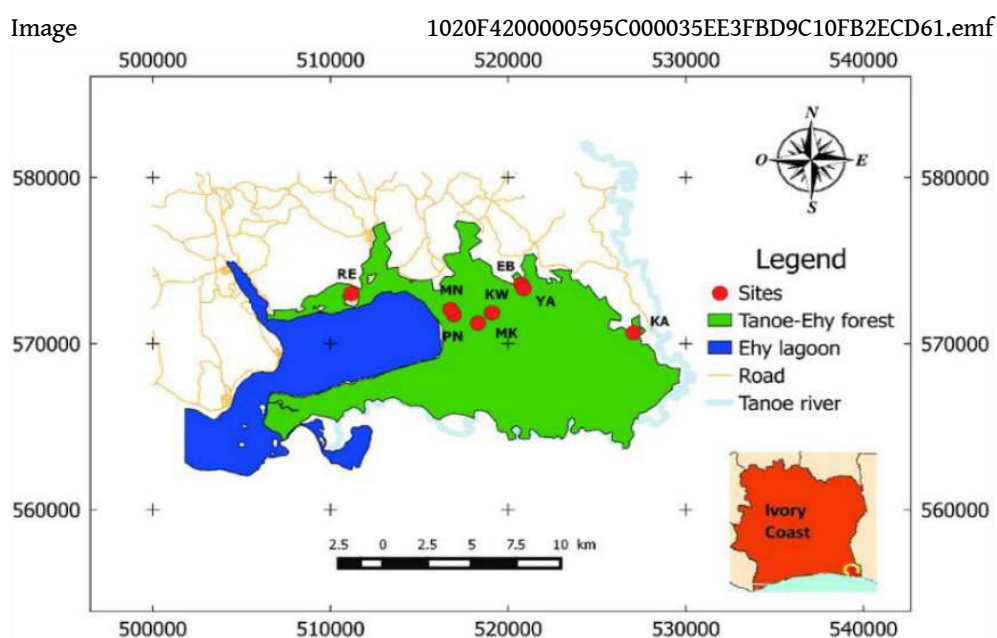 Image 1020F4200000595C000035EE3FBD9C10FB2ECD61.emf
500000 510000 520000 530000 540000
N
O E
S
580000 580000
Legend
Sites
Tanoe-Ehy forest
Ehy lagoon
Road
Tanoe river
RE
EB
MN
KW
YA
KA
PN
MK
570000 570000
Ivory
Coast
560000 560000
2.5 0 2.5 5 7.5 10 km
500000 510000 520000 530000 540000